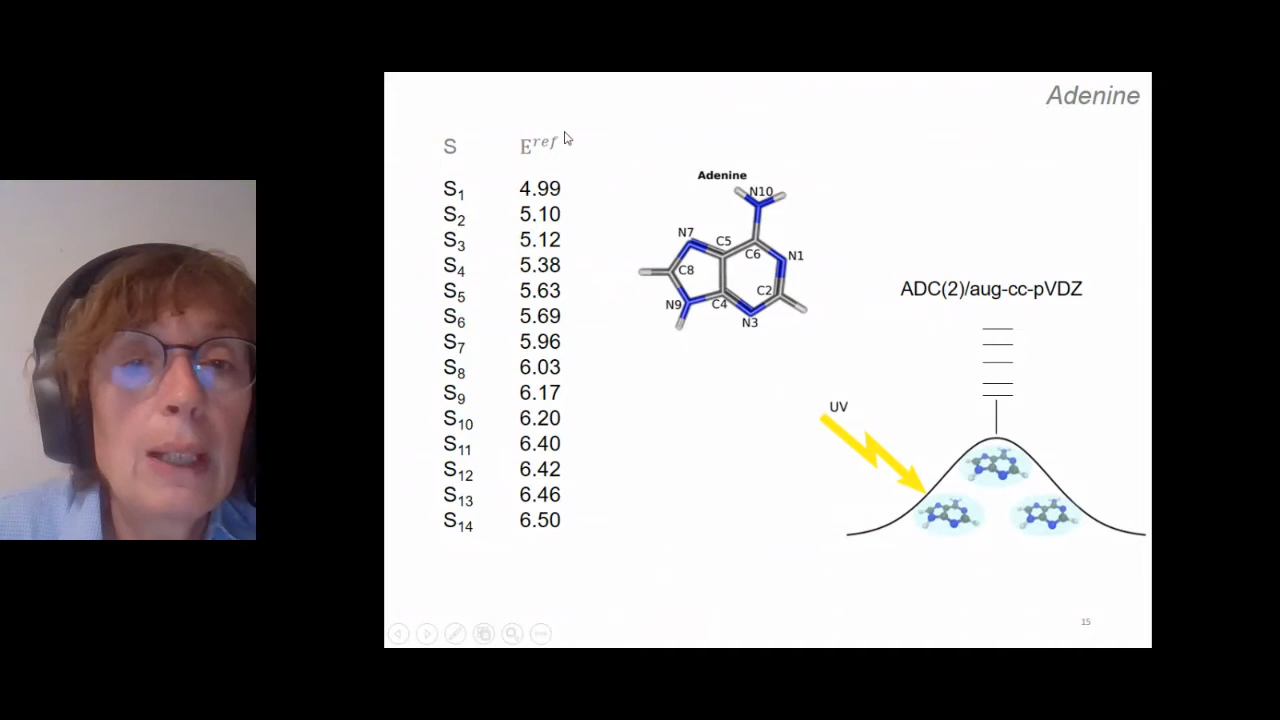 Adenine
S E^ref
S1 4.99
S2 5.10
S3 5.12
S4 5.38
S5 5.63
S6 5.69
S7 5.96
S8 6.03
S9 6.17
S10 6.20
S11 6.40
S12 6.42
S13 6.46
S14 6.50
Adenine
N10
N7
C5
C6
N1
C8
C2
N9
C4
N3
ADC(2)/aug-cc-pVDZ
UV
15